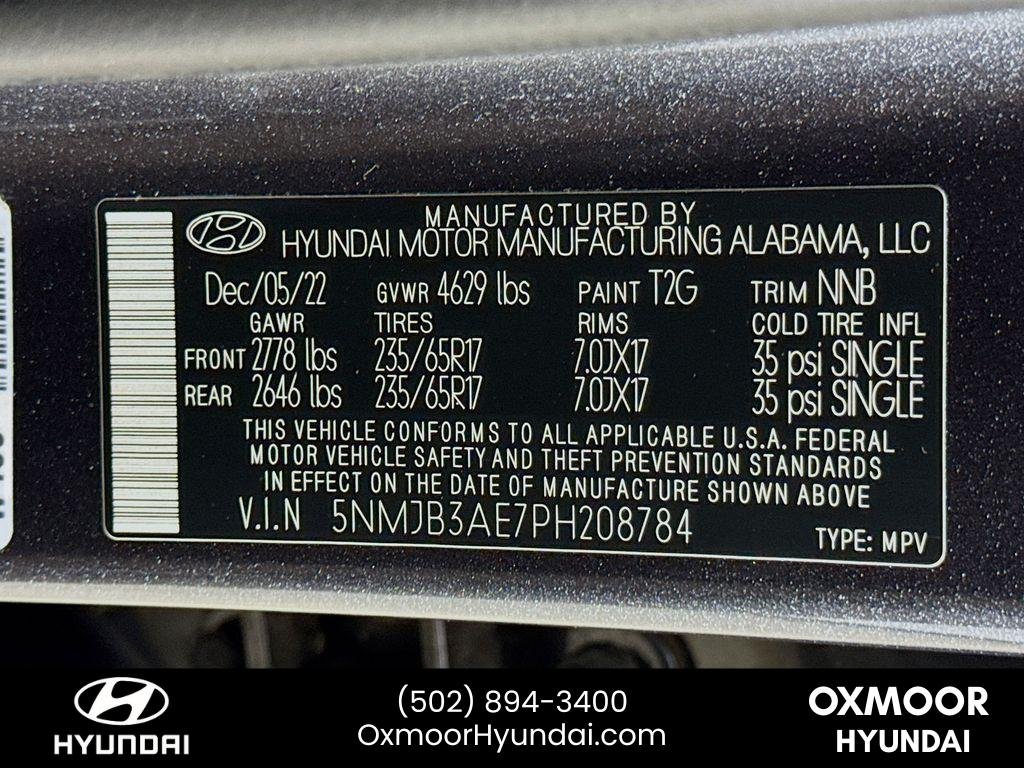 MANUFACTURED BY
HYUNDAI MOTOR MANUFACTURING ALABAMA, LLC
Dec/05/22 GVWR 4629 lbs PAINT T2G TRIM NNB
GAWR TIRES RIMS COLD TIRE INFL
FRONT 2778 lbs 235/65R17 7.0JX17 35 psi SINGLE
REAR 2646 lbs 235/65R17 7.0JX17 35 psi SINGLE
THIS VEHICLE CONFORMS TO ALL APPLICABLE U.S.A. FEDERAL
MOTOR VEHICLE SAFETY AND THEFT PREVENTION STANDARDS
IN EFFECT ON THE DATE OF MANUFACTURE SHOWN ABOVE
V.I.N 5NMJB3AE7PH208784 TYPE: MPV
HYUNDAI
(502) 894-3400
OxmoorHyundai.com
OXMOOR
HYUNDAI